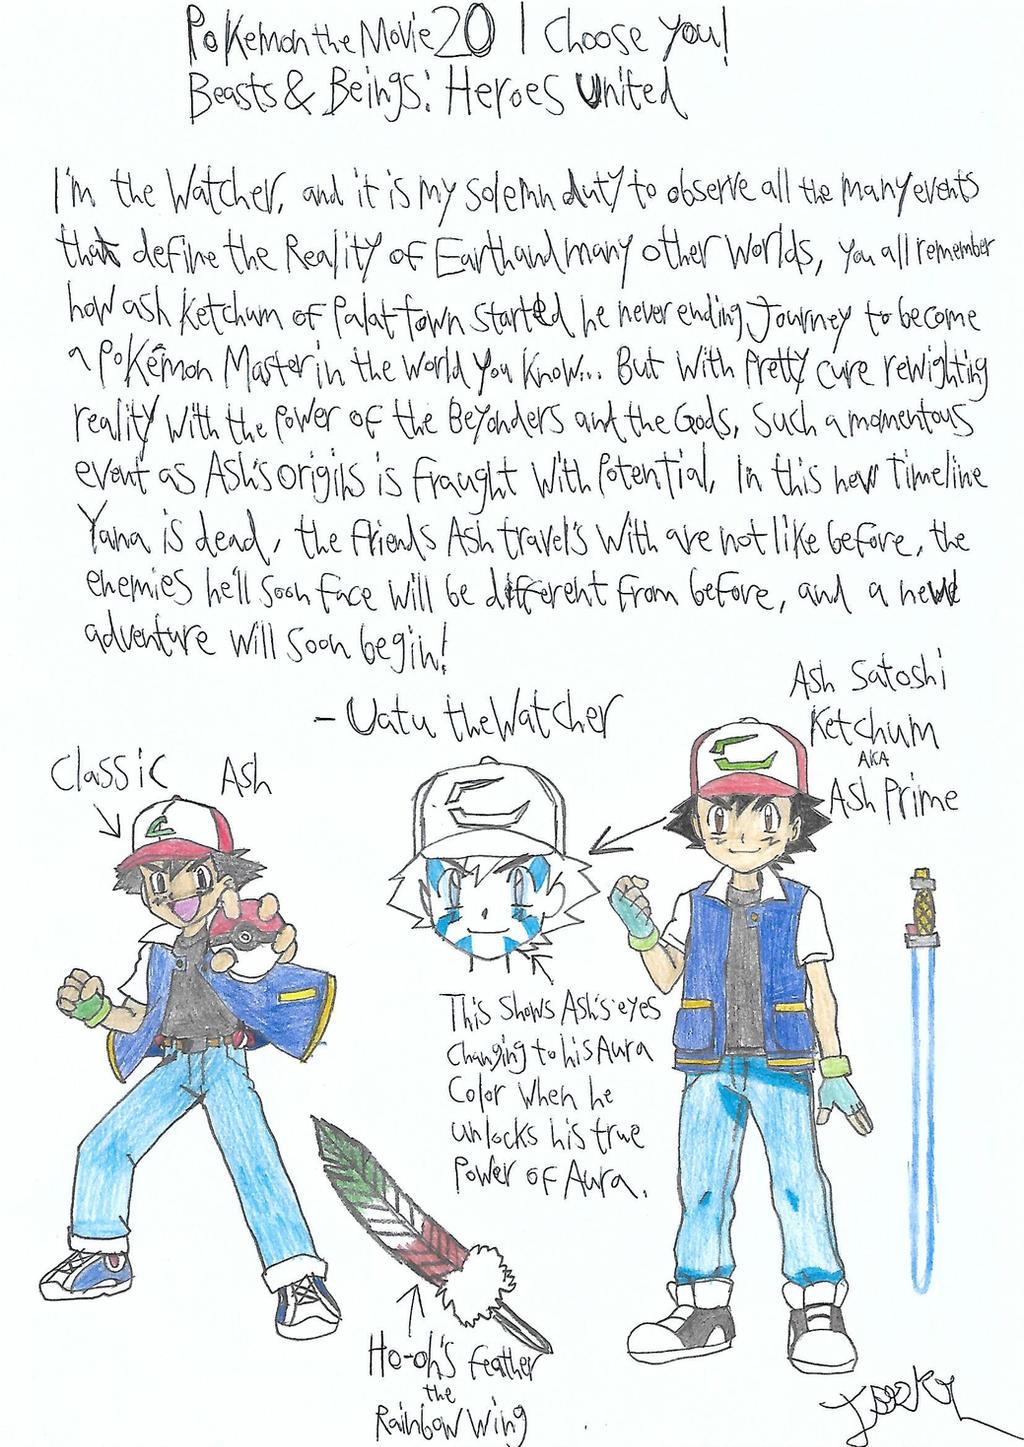 Pokemon the Movie 20 I Choose You!
Beasts & Beings: Heroes United
I'm the Watcher, and it is my solemn duty to observe all the many events
that define the Reality of Earth and many other Worlds, you all remember
how ash Ketchum of Palat town started he never ending Journey to become
a Pokémon Master in the World you Know... But With Pretty Cure rewighting
reality with the Power of the Beyonders and the Gods, Such a momentous
event as Ash's origins is fraught With Potential, In this new timeline
Yana is dead, the friends Ash travel's With are not like before, the
enemies he'll soon face will be different from before, and a new
adventure will soon begin!
- Uatu the Watcher
Ash Satoshi
Ketchum
AKA
Ash Prime
Classic Ash
This shows Ash's eyes
Changing to his Aura
Color when he
unlocks his true
Power of Aura.
Ho-oh's feather
the
Rainbow Wing